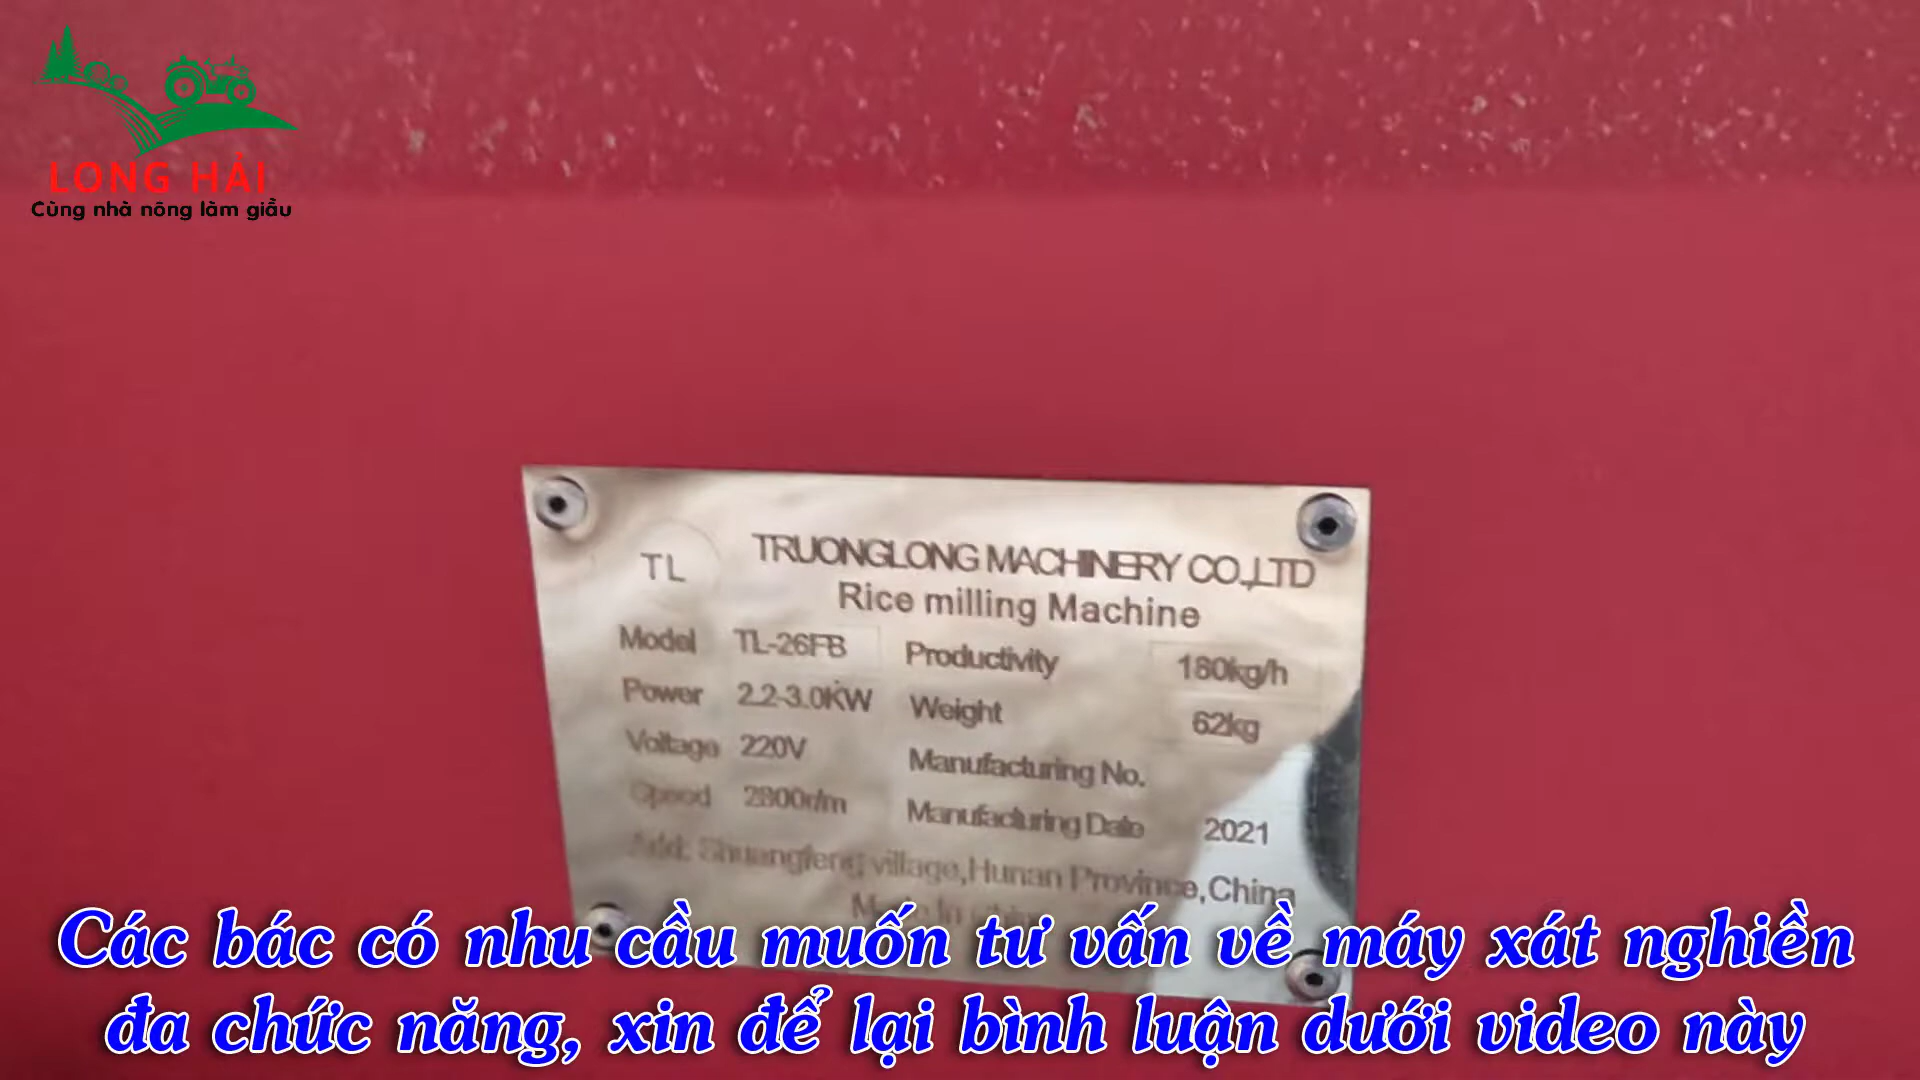 LONG HẢI
Cùng nhà nông làm giầu
TL
TRUONGLONG MACHINERY CO.,LTD
Rice milling Machine
Model TL-26FB Productivity 180kg/h
Power 2.2-3.0KW Weight 62kg
Voltage 220V Manufacturing No.
Speed 2800r/m Manufacturing Date 2021
Add: Shuangfeng village,Hunan Province,China
Các bác có nhu cầu muốn tư vấn về máy xát nghiền
đa chức năng, xin để lại bình luận dưới video này